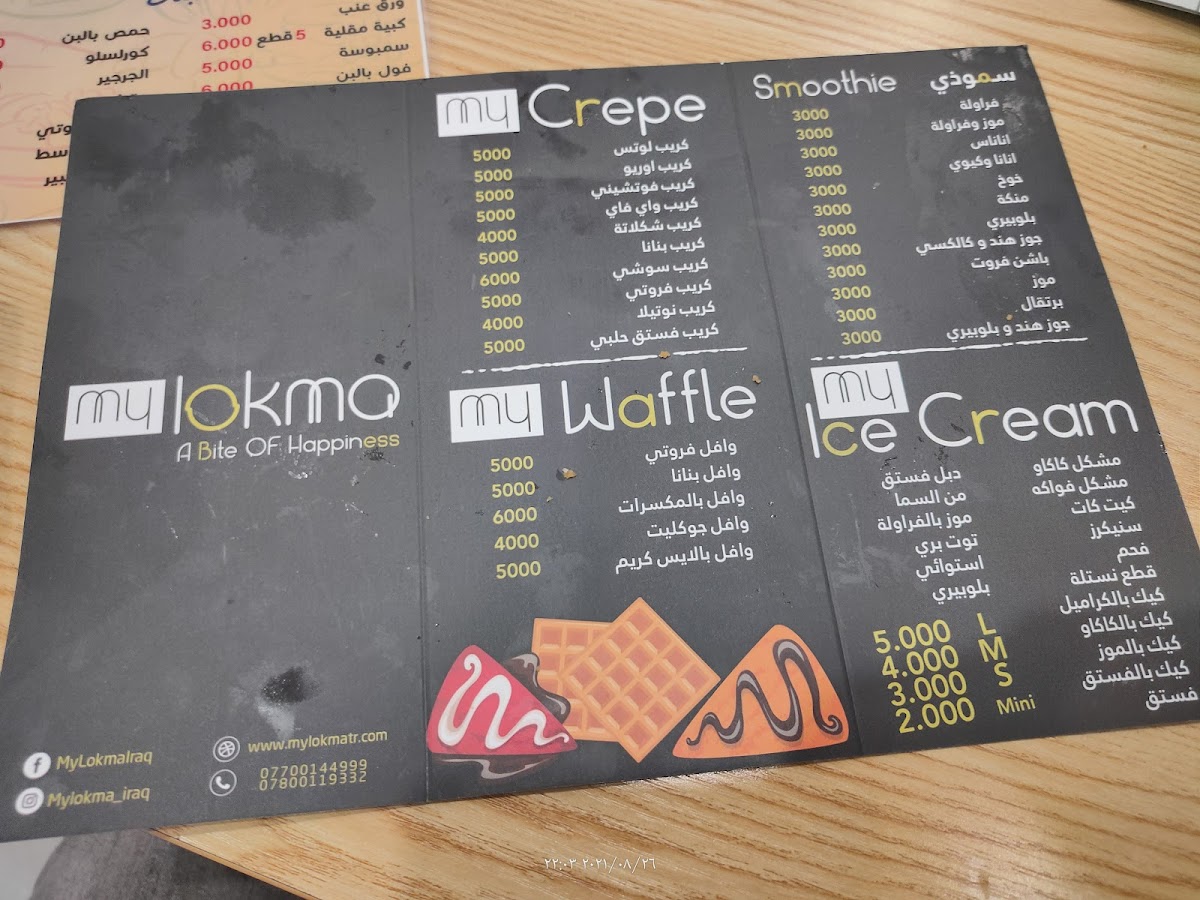 ورق عنب
كبية مقلية 5 قطع
سمبوسة
فول بالبن
حمص بالبن 3.000
كورلسلو 6.000
الجرجير 5.000
6.000
my lokma
A Bite OF Happiness
MyLokmaIraq
Mylokma_iraq
www.mylokmatr.com
07700144999
07800119332
my Crepe
كريب لوتس 5000
كريب اوريو 5000
كريب فوتشيني 5000
كريب واي فاي 5000
كريب شكلاتة 4000
كريب بنانا 5000
كريب سوشي 6000
كريب فروتي 5000
كريب نوتيلا 4000
كريب فستق حلبي 5000
my Waffle
وافل فروتي 5000
وافل بنانا 5000
وافل بالمكسرات 6000
وافل جوكليت 4000
وافل بالايس كريم 5000
Smoothie سموذي
فراولة 3000
موز وفراولة 3000
اناناس 3000
انانا وكيوي 3000
خوخ 3000
منكة 3000
بلوبيري 3000
جوز هند و كالكسي 3000
باشن فروت 3000
موز 3000
برتقال 3000
جوز هند و بلوبيري 3000
my
Ice Cream
مشكل كاكاو
مشكل فواكه
كيت كات
سنيكرز
فحم
قطع نستلة
كيك بالكراميل
كيك بالكاكاو
كيك بالموز
كيك بالفستق
فستق
دبل فستق
من السما
موز بالفراولة
توت بري
استوائي
بلوبيري
5.000 L
4.000 M
3.000 S
2.000 Mini
٢٠٢١/٠٨/٢٦ ٢٢:٠٣